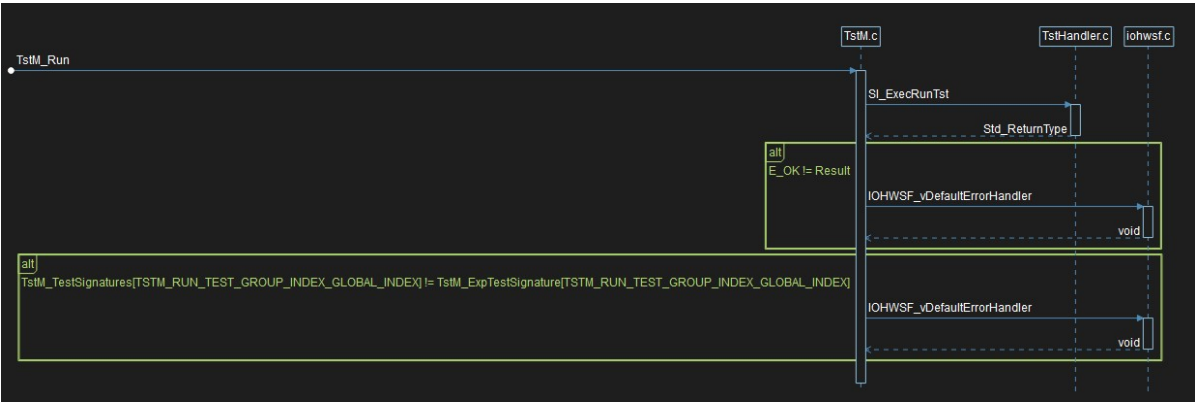 TstM.c
TstHandler.c
iohwsf.c
TstM_Run
SI_ExecRunTst
Std_ReturnType
alt
E_OK != Result
IOHWSF_vDefaultErrorHandler
void
alt
TstM_TestSignatures[TSTM_RUN_TEST_GROUP_INDEX_GLOBAL_INDEX] != TstM_ExpTestSignature[TSTM_RUN_TEST_GROUP_INDEX_GLOBAL_INDEX]
IOHWSF_vDefaultErrorHandler
void